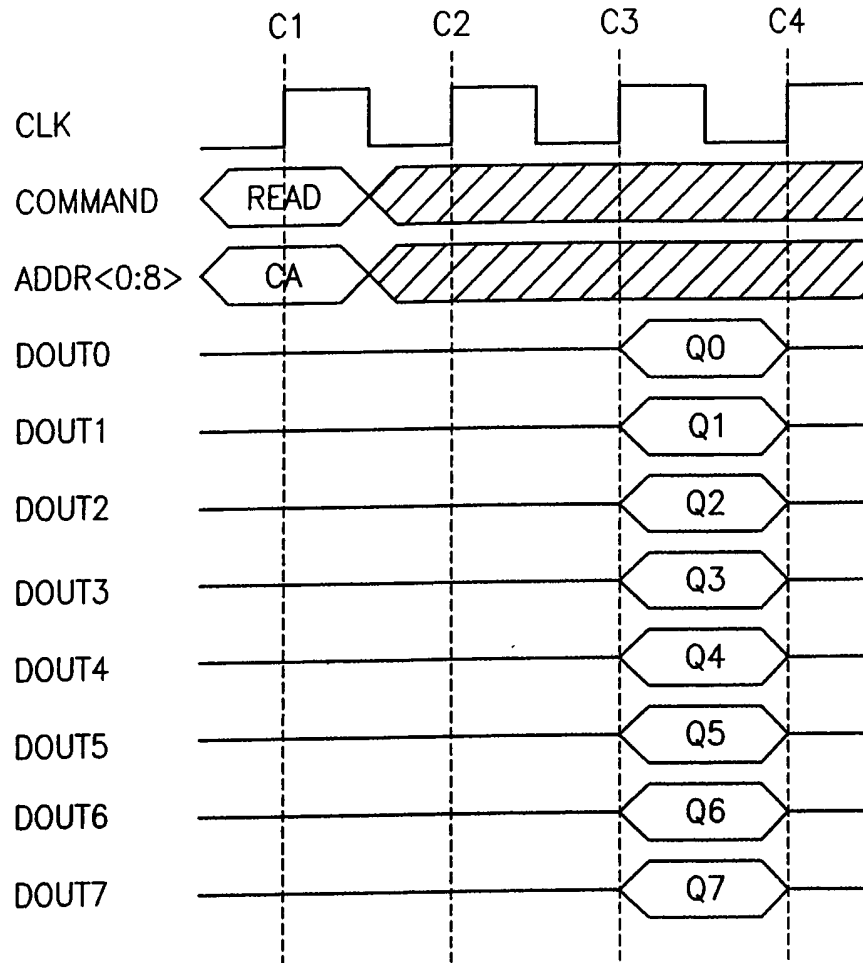 C1 C2 C3 C4
CLK
COMMAND READ
ADDR<0:8> CA
DOUT0 Q0
DOUT1 Q1
DOUT2 Q2
DOUT3 Q3
DOUT4 Q4
DOUT5 Q5
DOUT6 Q6
DOUT7 Q7